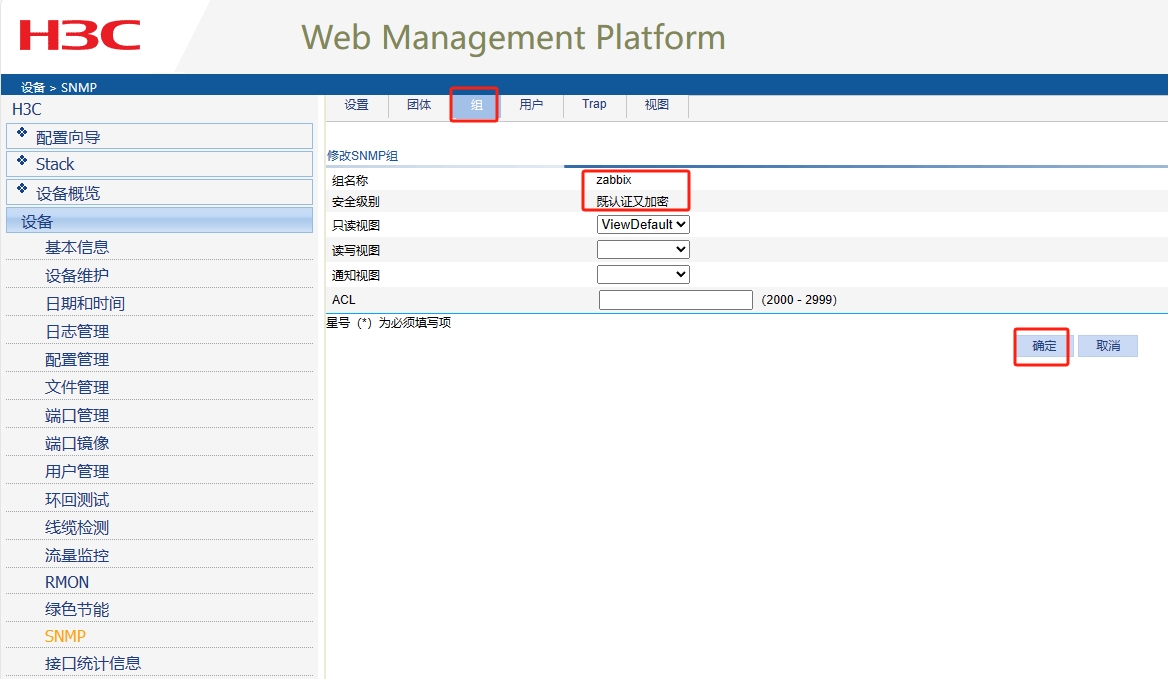 H3C
Web Management Platform
设备 > SNMP
H3C
配置向导
Stack
设备概览
设备
基本信息
设备维护
日期和时间
日志管理
配置管理
文件管理
端口管理
端口镜像
用户管理
环回测试
线缆检测
流量监控
RMON
绿色节能
SNMP
接口统计信息
设置 团体 组 用户 Trap 视图
修改SNMP组
组名称 zabbix
安全级别 既认证又加密
只读视图 ViewDefault
读写视图
通知视图
ACL (2000 - 2999)
星号（*）为必须填写项
确定 取消